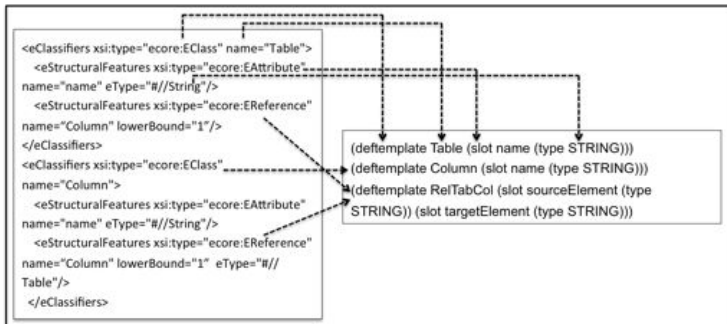 <eClassifiers xsi:type="ecore:EClass" name="Table">
<eStructuralFeatures xsi:type="ecore:EAttribute"
name="name" eType="#//String"/>
<eStructuralFeatures xsi:type="ecore:EReference"
name="Column" lowerBound="1"/>
</eClassifiers>
<eClassifiers xsi:type="ecore:EClass"
name="Column">
<eStructuralFeatures xsi:type="ecore:EAttribute"
name="name" eType="#//String"/>
<eStructuralFeatures xsi:type="ecore:EReference"
name="Column" lowerBound="1" eType="#//
Table"/>
</eClassifiers>
(deftemplate Table (slot name (type STRING)))
(deftemplate Column (slot name (type STRING)))
(deftemplate RelTabCol (slot sourceElement (type
STRING)) (slot targetElement (type STRING)))